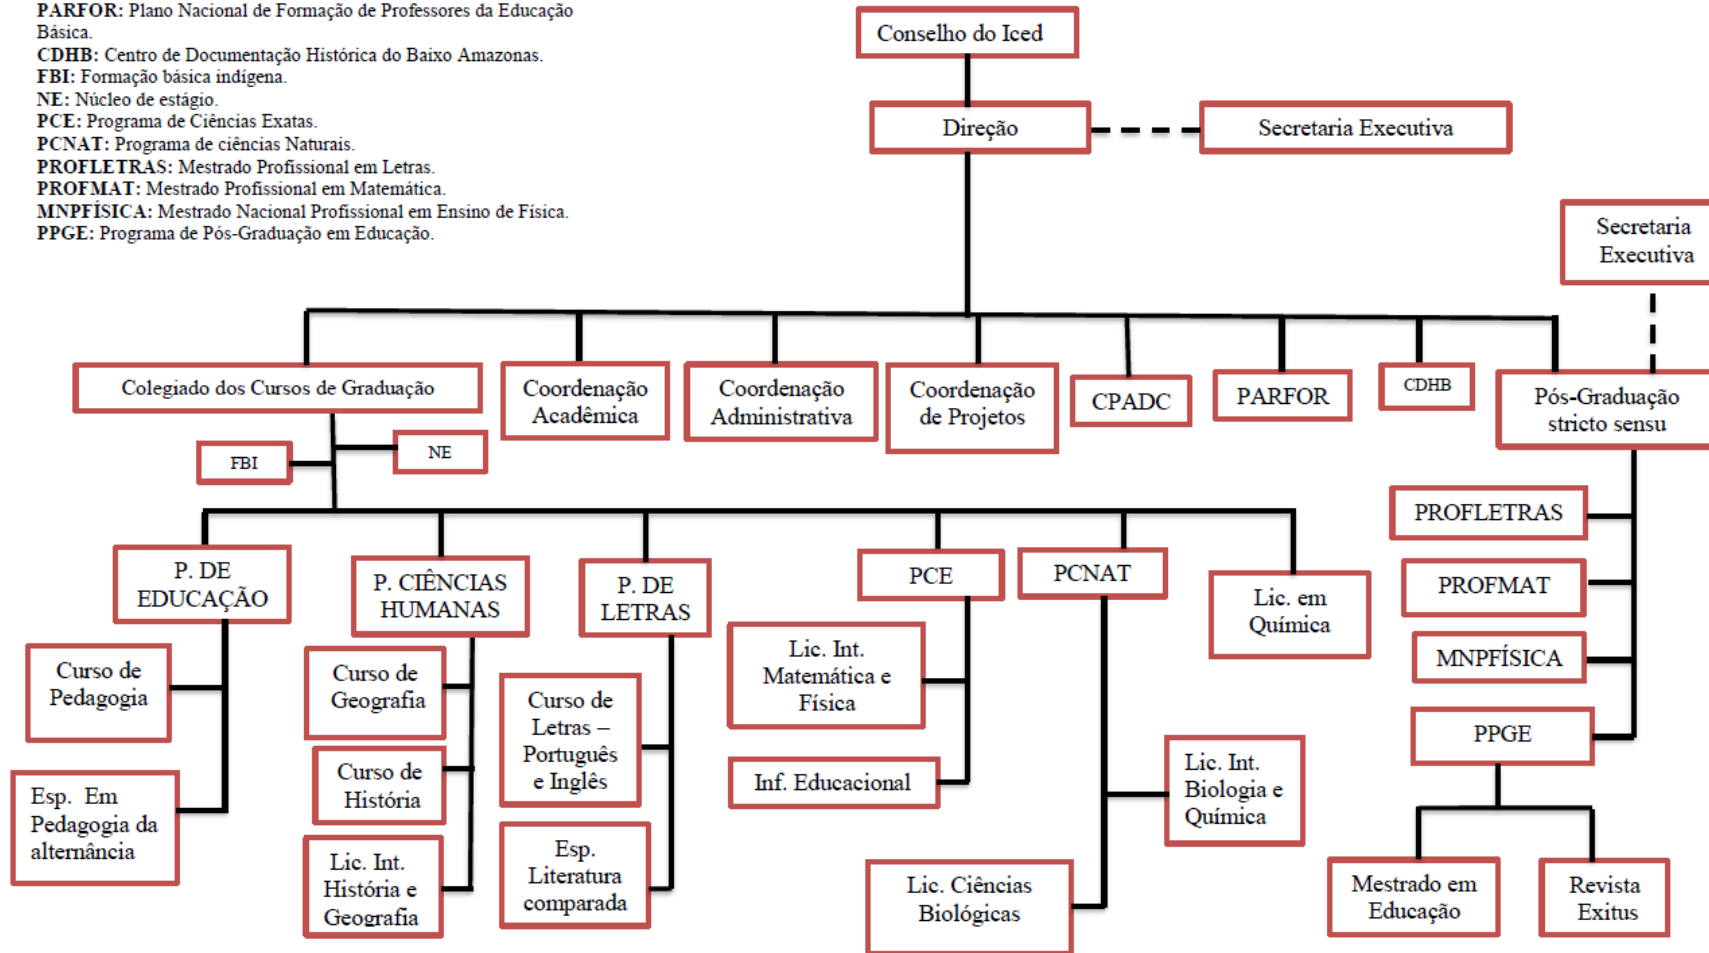 PARFOR: Plano Nacional de Formação de Professores da Educação
Básica.
CDHB: Centro de Documentação Histórica do Baixo Amazonas.
FBI: Formação básica indígena.
NE: Núcleo de estágio.
PCE: Programa de Ciências Exatas.
PCNAT: Programa de ciências Naturais.
PROFLETRAS: Mestrado Profissional em Letras.
PROFMAT: Mestrado Profissional em Matemática.
MNPFÍSICA: Mestrado Nacional Profissional em Ensino de Física.
PPGE: Programa de Pós-Graduação em Educação.
Conselho do Iced
Direção
Secretaria Executiva
Secretaria
Executiva
Colegiado dos Cursos de Graduação
Coordenação
Acadêmica
Coordenação
Administrativa
Coordenação
de Projetos
CPADC
PARFOR
CDHB
Pós-Graduação
stricto sensu
FBI
NE
P. DE
EDUCAÇÃO
P. CIÊNCIAS
HUMANAS
P. DE
LETRAS
PCE
PCNAT
Lic. em
Química
PROFLETRAS
PROFMAT
MNPFÍSICA
PPGE
Curso de
Pedagogia
Esp. Em
Pedagogia da
alternância
Curso de
Geografia
Curso de
História
Lic. Int.
História e
Geografia
Curso de
Letras –
Português
e Inglês
Esp.
Literatura
comparada
Lic. Int.
Matemática e
Física
Inf. Educacional
Lic. Int.
Biologia e
Química
Lic. Ciências
Biológicas
Mestrado em
Educação
Revista
Exitus